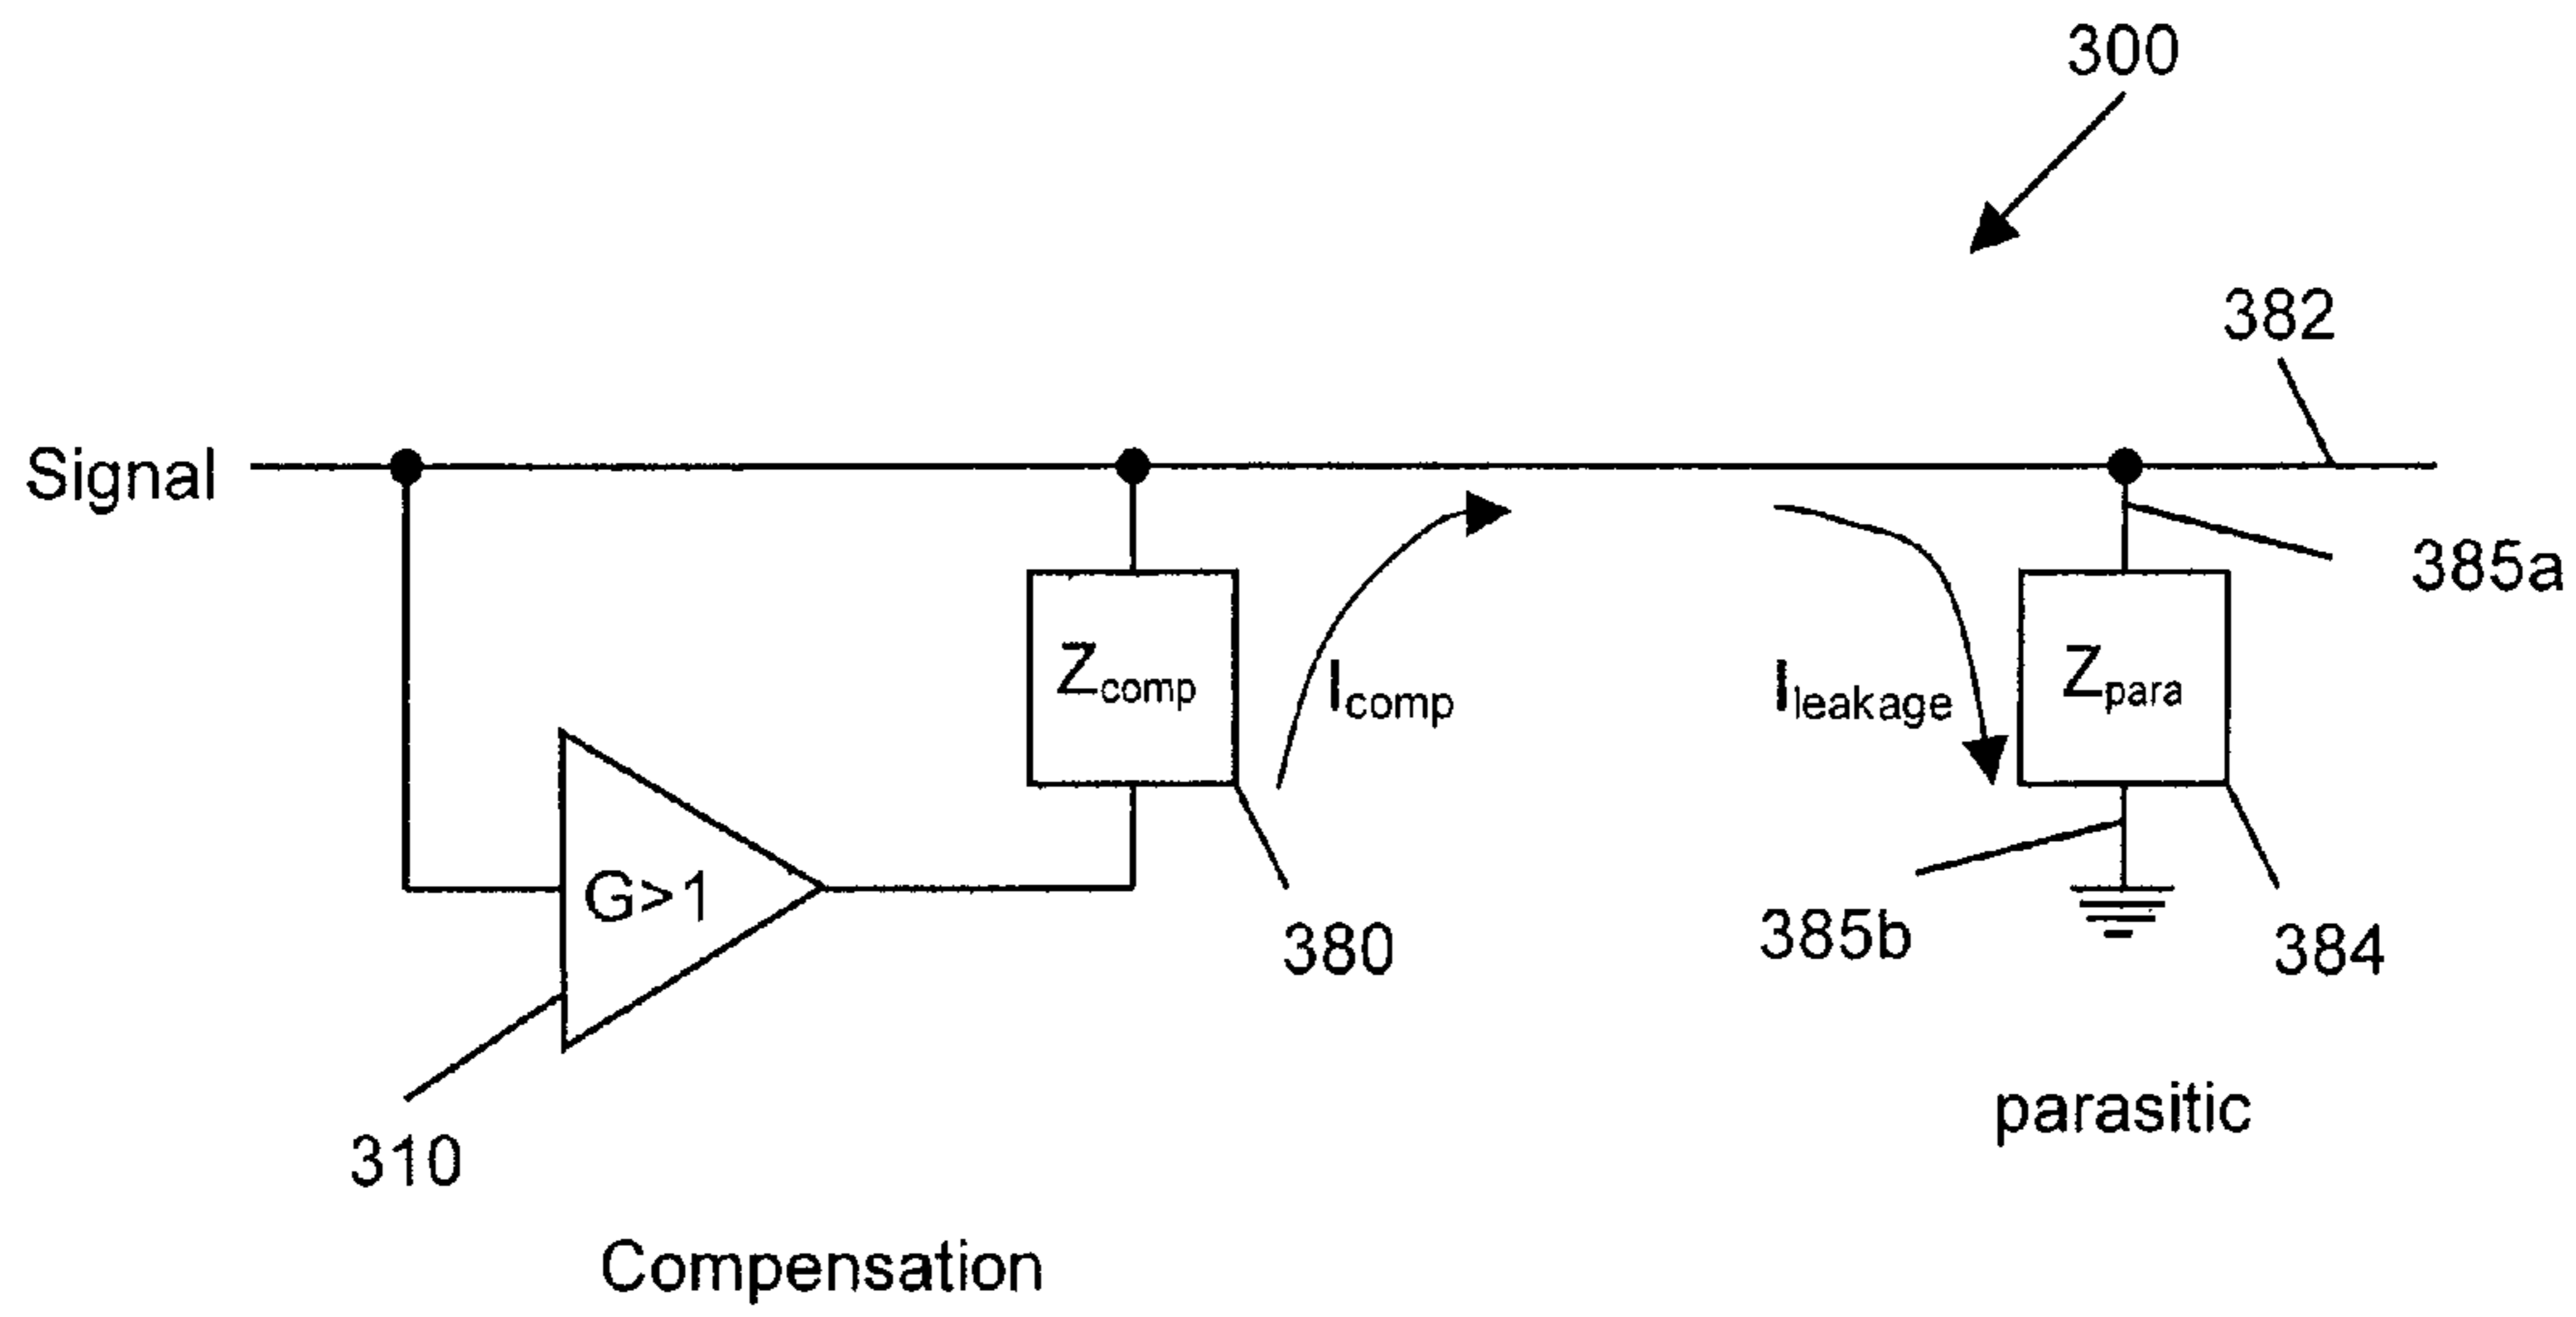 300
382
Signal
385a
Zcomp
Icomp
Ileakage
Zpara
G>1
380
385b
384
310
parasitic
Compensation